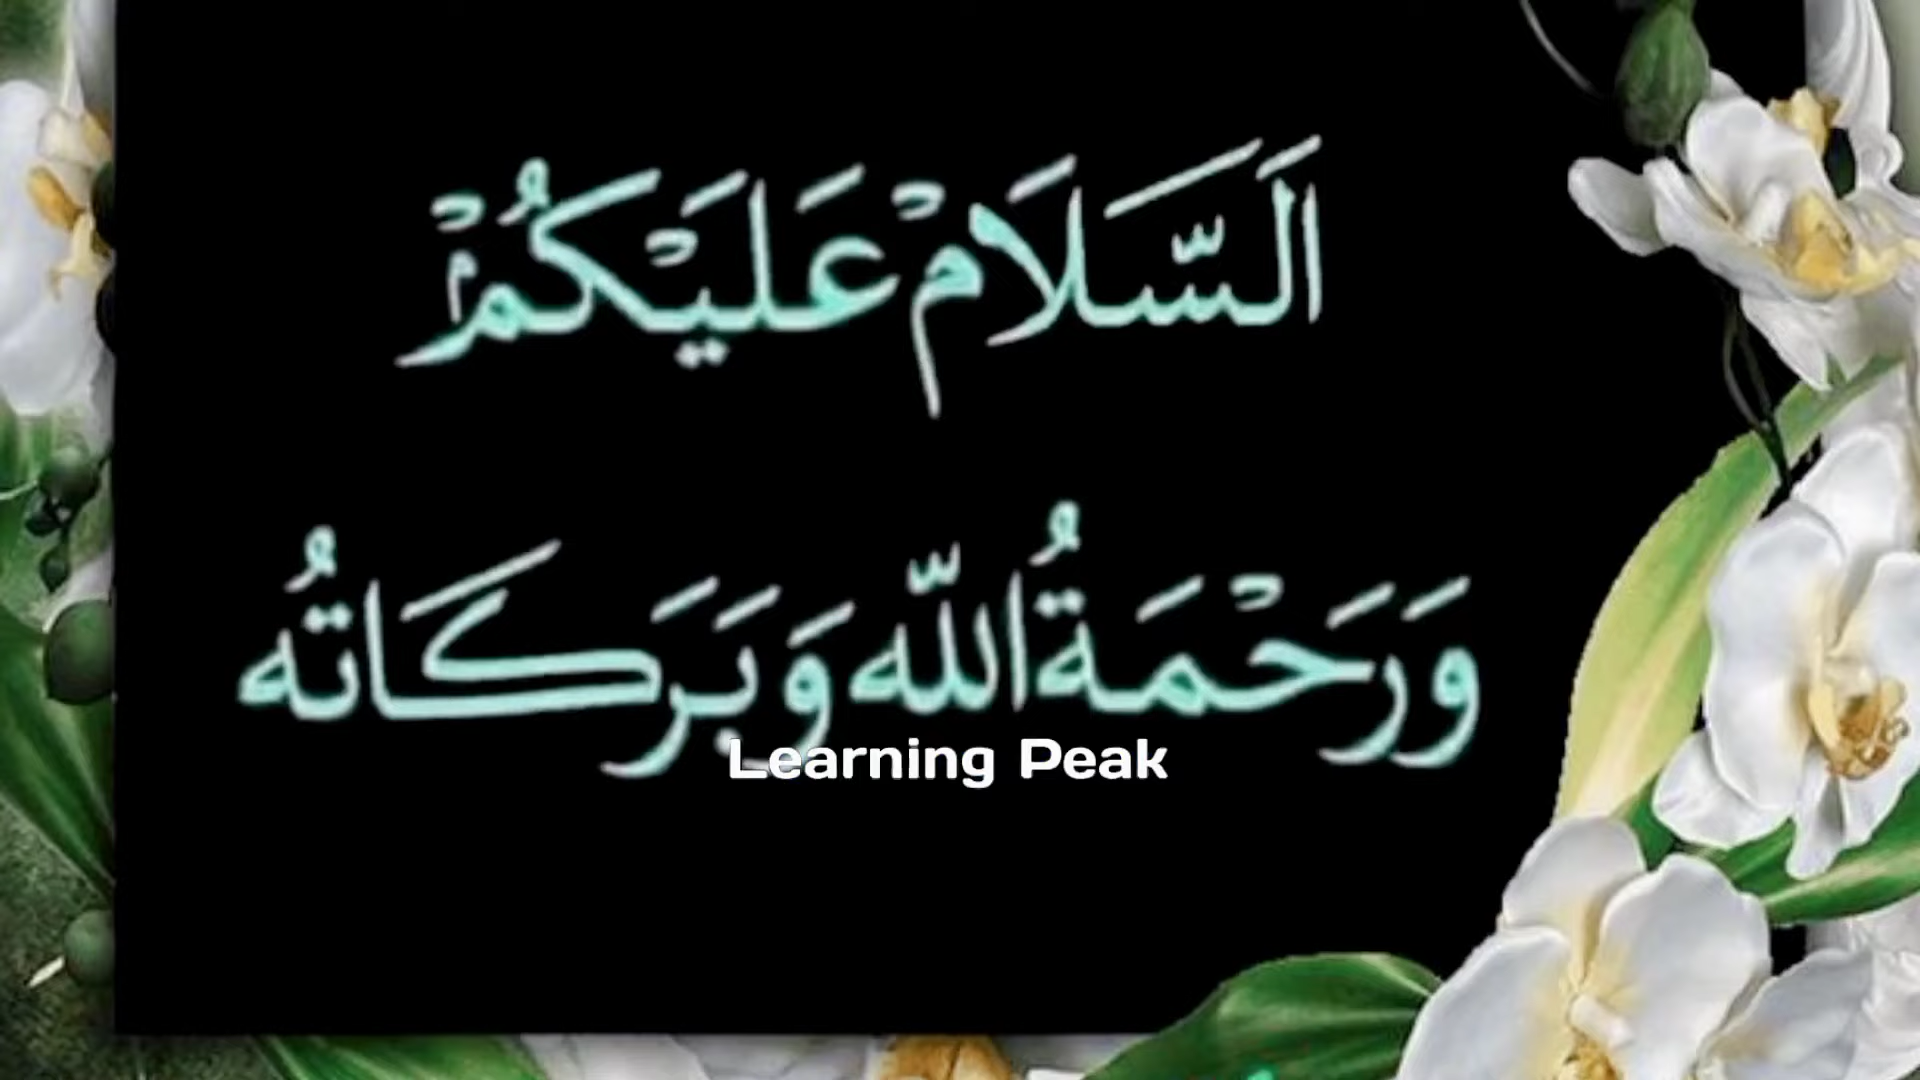 اَلسَّلَامْ عَلَيْكُمْ
وَرَحْمَةُ اللّه وَبَرَكَاتُه
Learning Peak